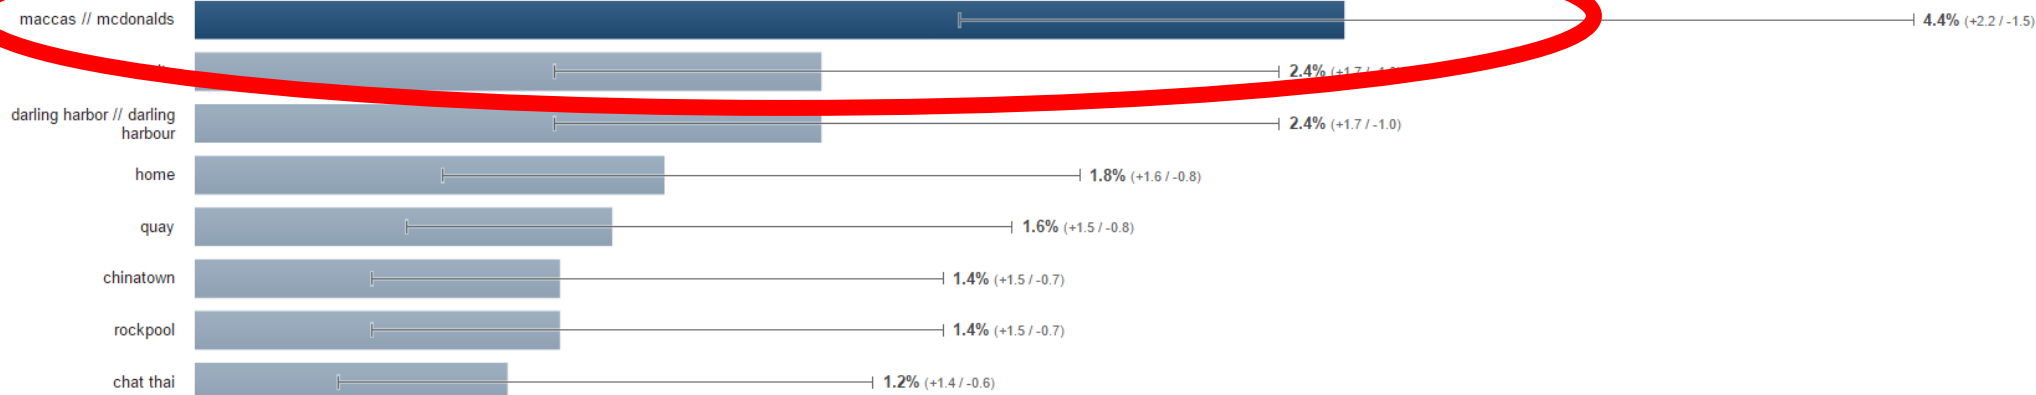 maccas // mcdonalds
4.4% (+2.2 / -1.5)
2.4%
darling harbor // darling
harbour
2.4% (+1.7 / -1.0)
home
1.8% (+1.6 / -0.8)
quay
1.6% (+1.5 / -0.8)
chinatown
1.4% (+1.5 / -0.7)
rockpool
1.4% (+1.5 / -0.7)
chat thai
1.2% (+1.4 / -0.6)